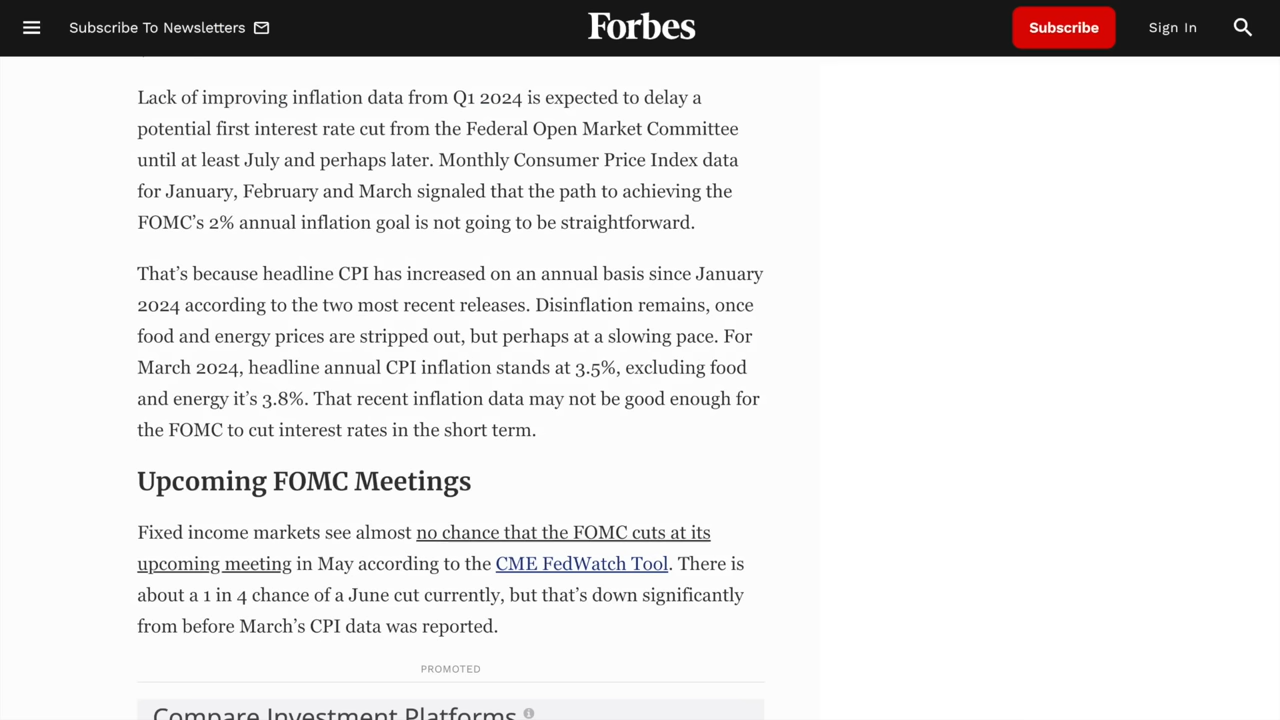 Subscribe To Newsletters
Forbes
Subscribe
Sign In
Lack of improving inflation data from Q1 2024 is expected to delay a
potential first interest rate cut from the Federal Open Market Committee
until at least July and perhaps later. Monthly Consumer Price Index data
for January, February and March signaled that the path to achieving the
FOMC’s 2% annual inflation goal is not going to be straightforward.
That’s because headline CPI has increased on an annual basis since January
2024 according to the two most recent releases. Disinflation remains, once
food and energy prices are stripped out, but perhaps at a slowing pace. For
March 2024, headline annual CPI inflation stands at 3.5%, excluding food
and energy it’s 3.8%. That recent inflation data may not be good enough for
the FOMC to cut interest rates in the short term.
Upcoming FOMC Meetings
Fixed income markets see almost no chance that the FOMC cuts at its
upcoming meeting in May according to the CME FedWatch Tool. There is
about a 1 in 4 chance of a June cut currently, but that’s down significantly
from before March’s CPI data was reported.
PROMOTED
Compare Investment Platforms